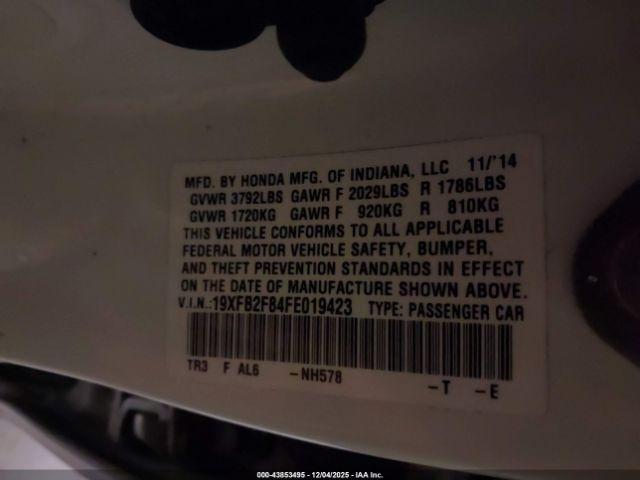 MFD. BY HONDA MFG. OF INDIANA, LLC 11/'14
GVWR 3792LBS GAWR F 2029LBS R 1786LBS
GVWR 1720KG GAWR F 920KG R 810KG
THIS VEHICLE CONFORMS TO ALL APPLICABLE
FEDERAL MOTOR VEHICLE SAFETY, BUMPER,
AND THEFT PREVENTION STANDARDS IN EFFECT
ON THE DATE OF MANUFACTURE SHOWN ABOVE.
V.I.N.:19XFB2F84FE019423 TYPE: PASSENGER CAR
TR3 F AL6 -NH578 -T -E
000-43853495 - 12/04/2025 - IAA Inc.